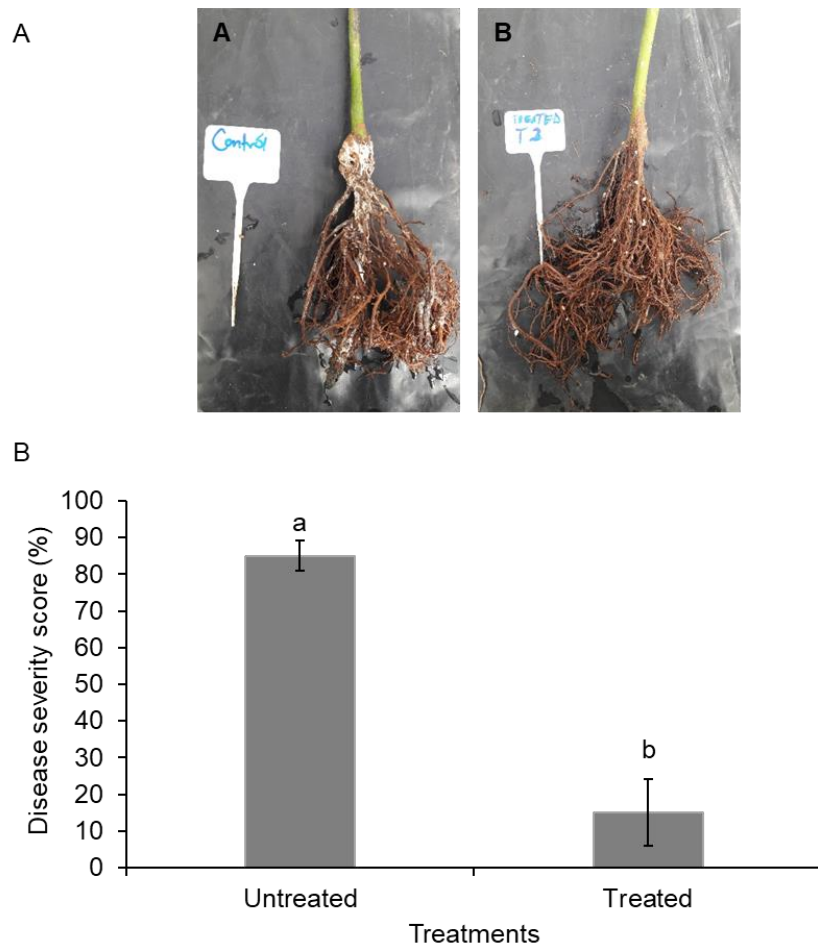 A
A
B
Control
TREATED
T3
B
Disease severity score (%)
100
90
80
70
60
50
40
30
20
10
0
a
b
Untreated
Treated
Treatments